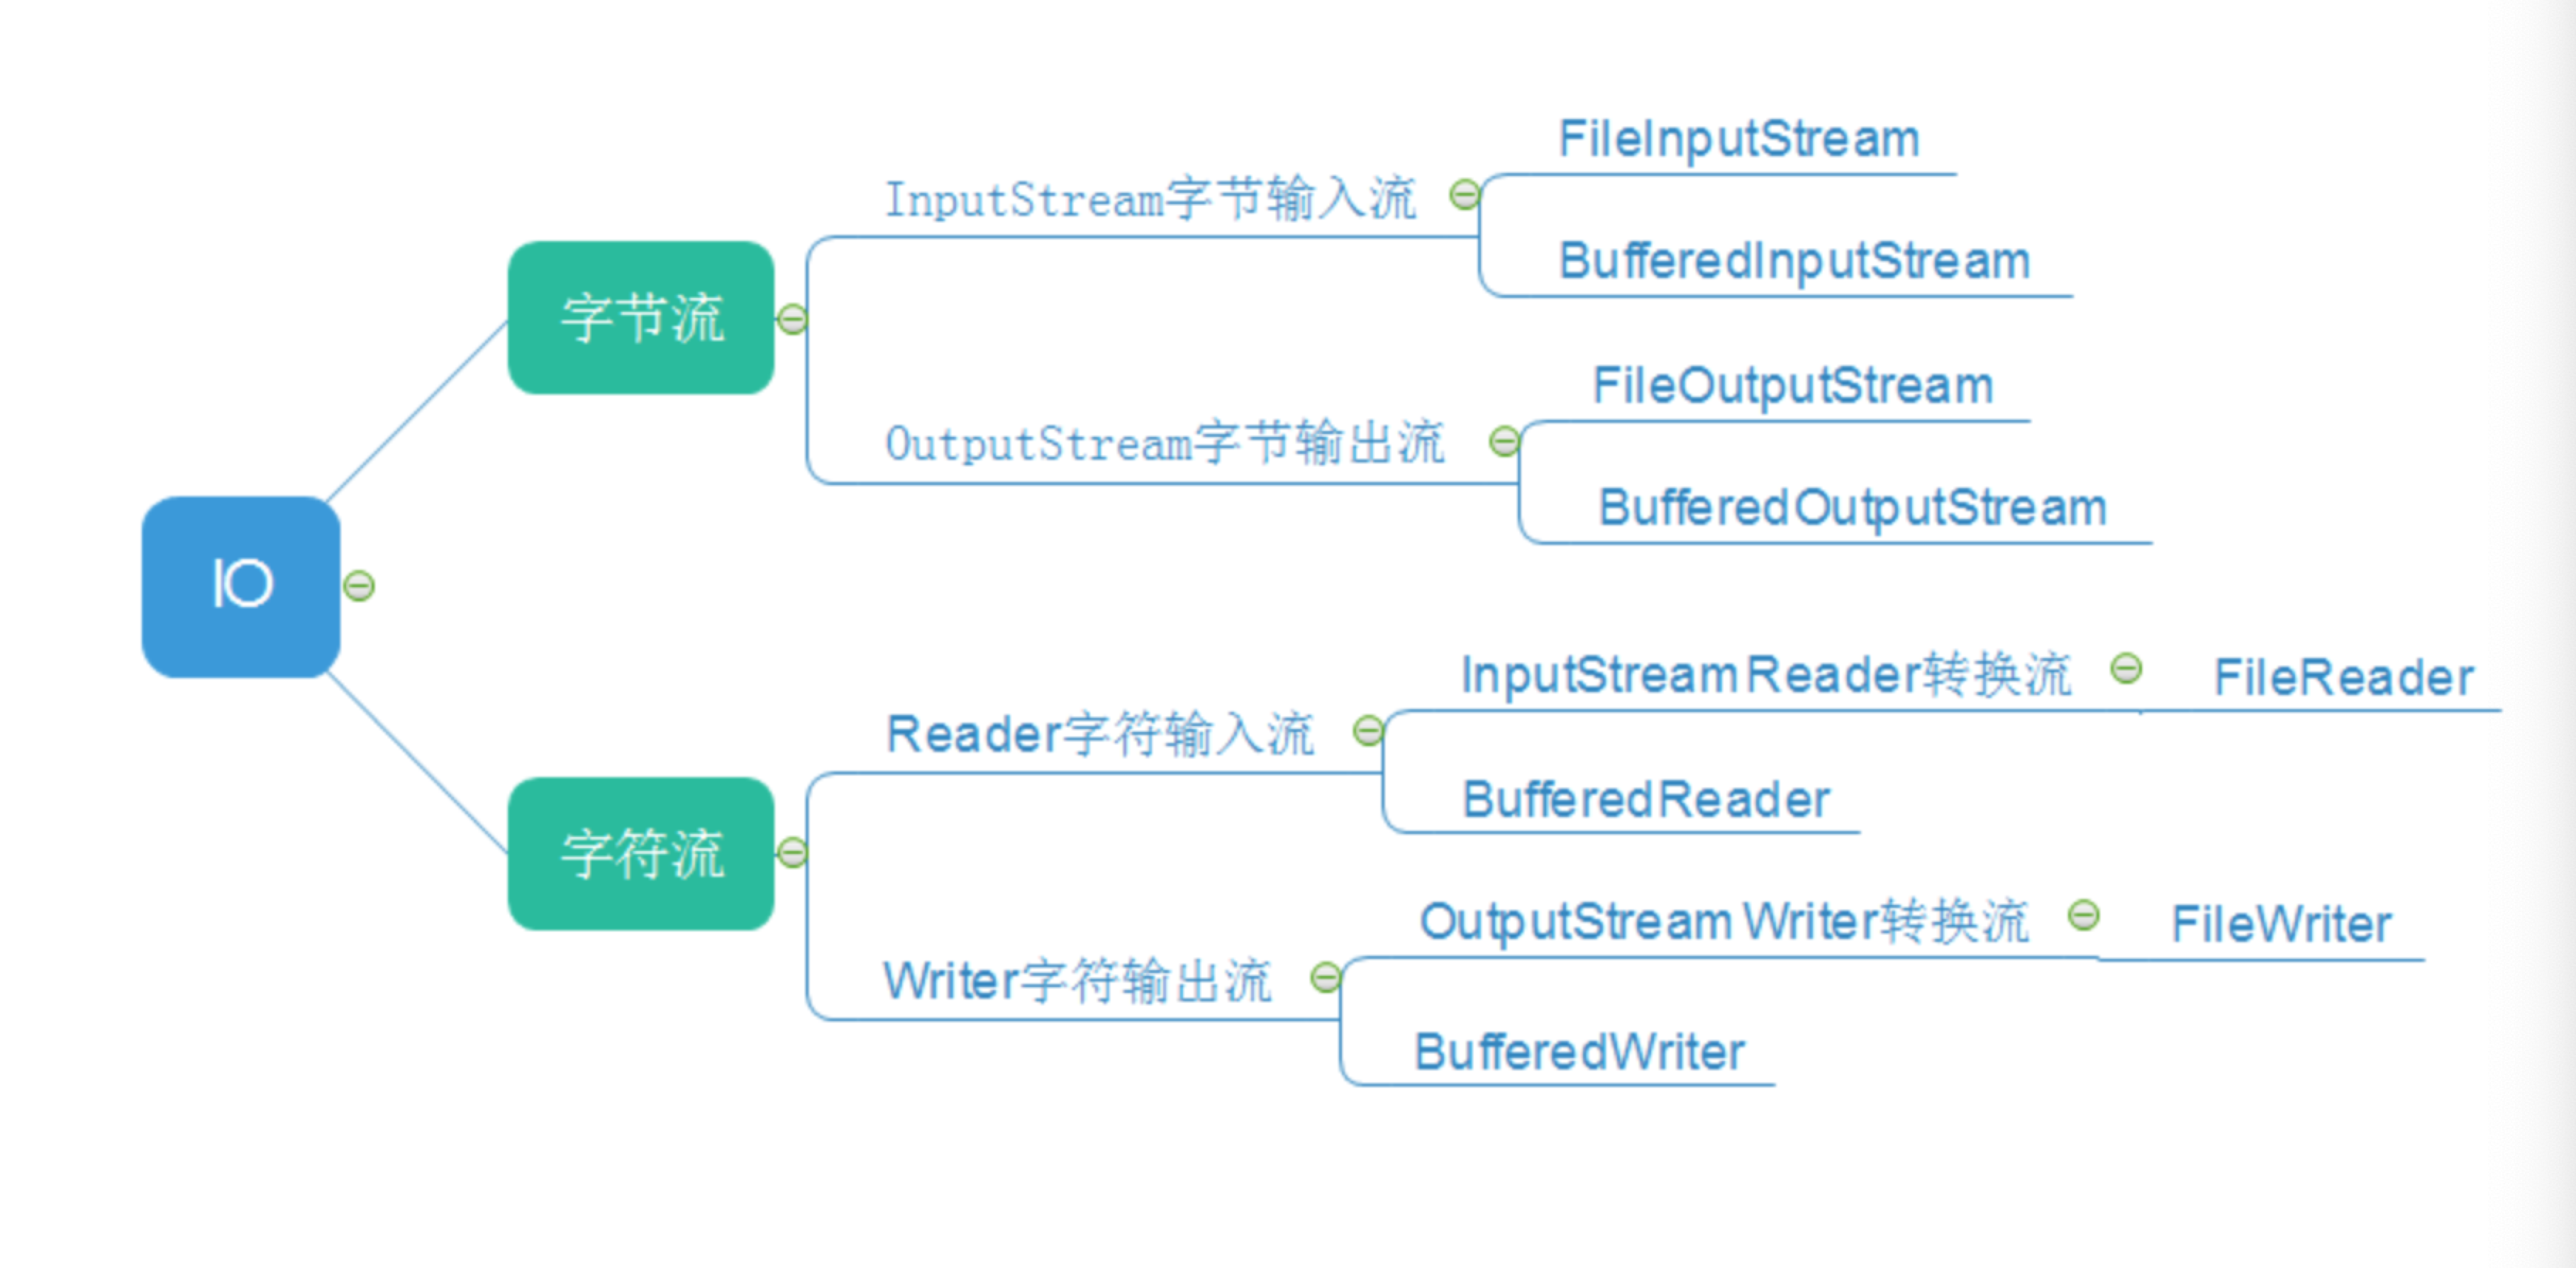 IO
字节流
InputStream字节输入流
FileInputStream
BufferedInputStream
OutputStream字节输出流
FileOutputStream
BufferedOutputStream
字符流
Reader字符输入流
InputStreamReader转换流
FileReader
BufferedReader
Writer字符输出流
OutputStreamWriter转换流
FileWriter
BufferedWriter